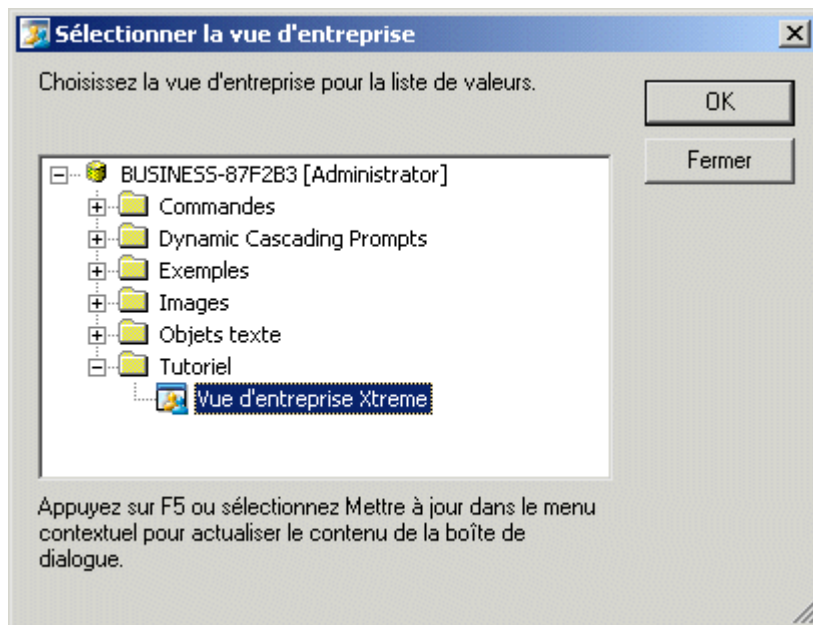 Sélectionner la vue d'entreprise
Choisissez la vue d'entreprise pour la liste de valeurs.
OK
Fermer
BUSINESS-87F2B3 [Administrator]
Commandes
Dynamic Cascading Prompts
Exemples
Images
Objets texte
Tutoriel
Vue d'entreprise Xtreme
Appuyez sur F5 ou sélectionnez Mettre à jour dans le menu
contextuel pour actualiser le contenu de la boîte de
dialogue.